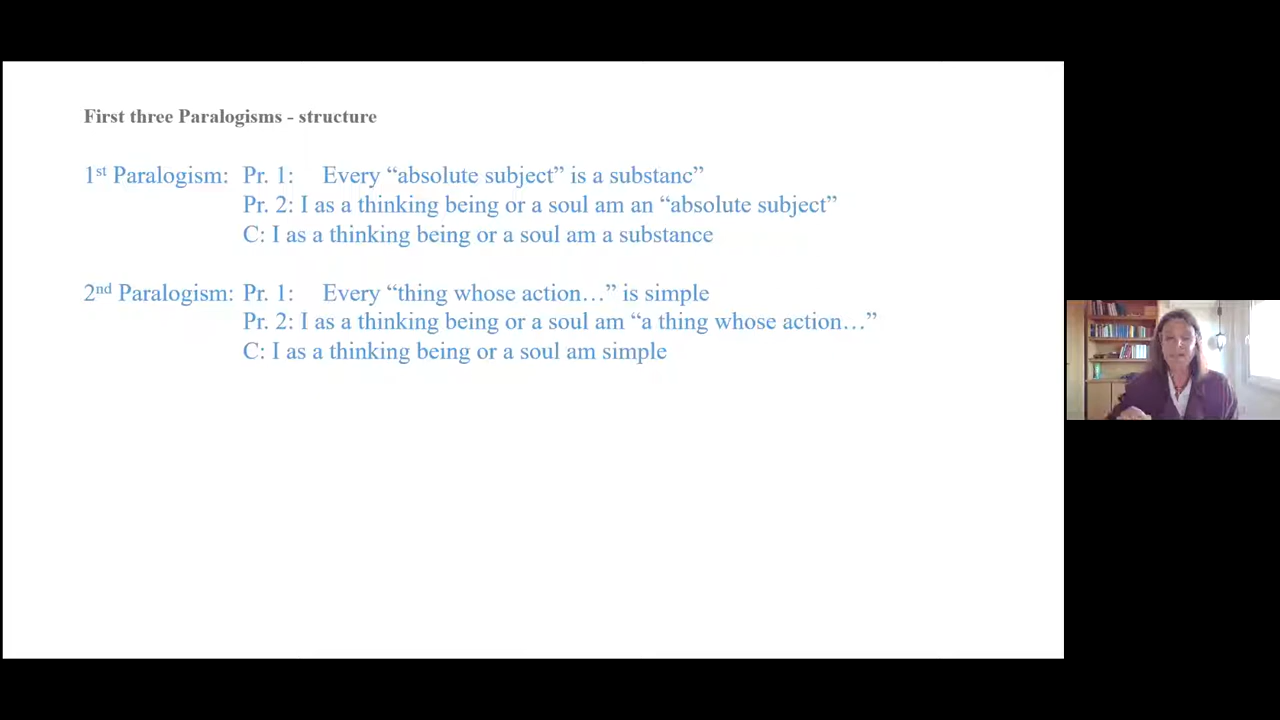 First three Paralogisms - structure
1st Paralogism: Pr. 1: Every “absolute subject” is a substanc”
Pr. 2: I as a thinking being or a soul am an “absolute subject”
C: I as a thinking being or a soul am a substance
2nd Paralogism: Pr. 1: Every “thing whose action…” is simple
Pr. 2: I as a thinking being or a soul am “a thing whose action…”
C: I as a thinking being or a soul am simple